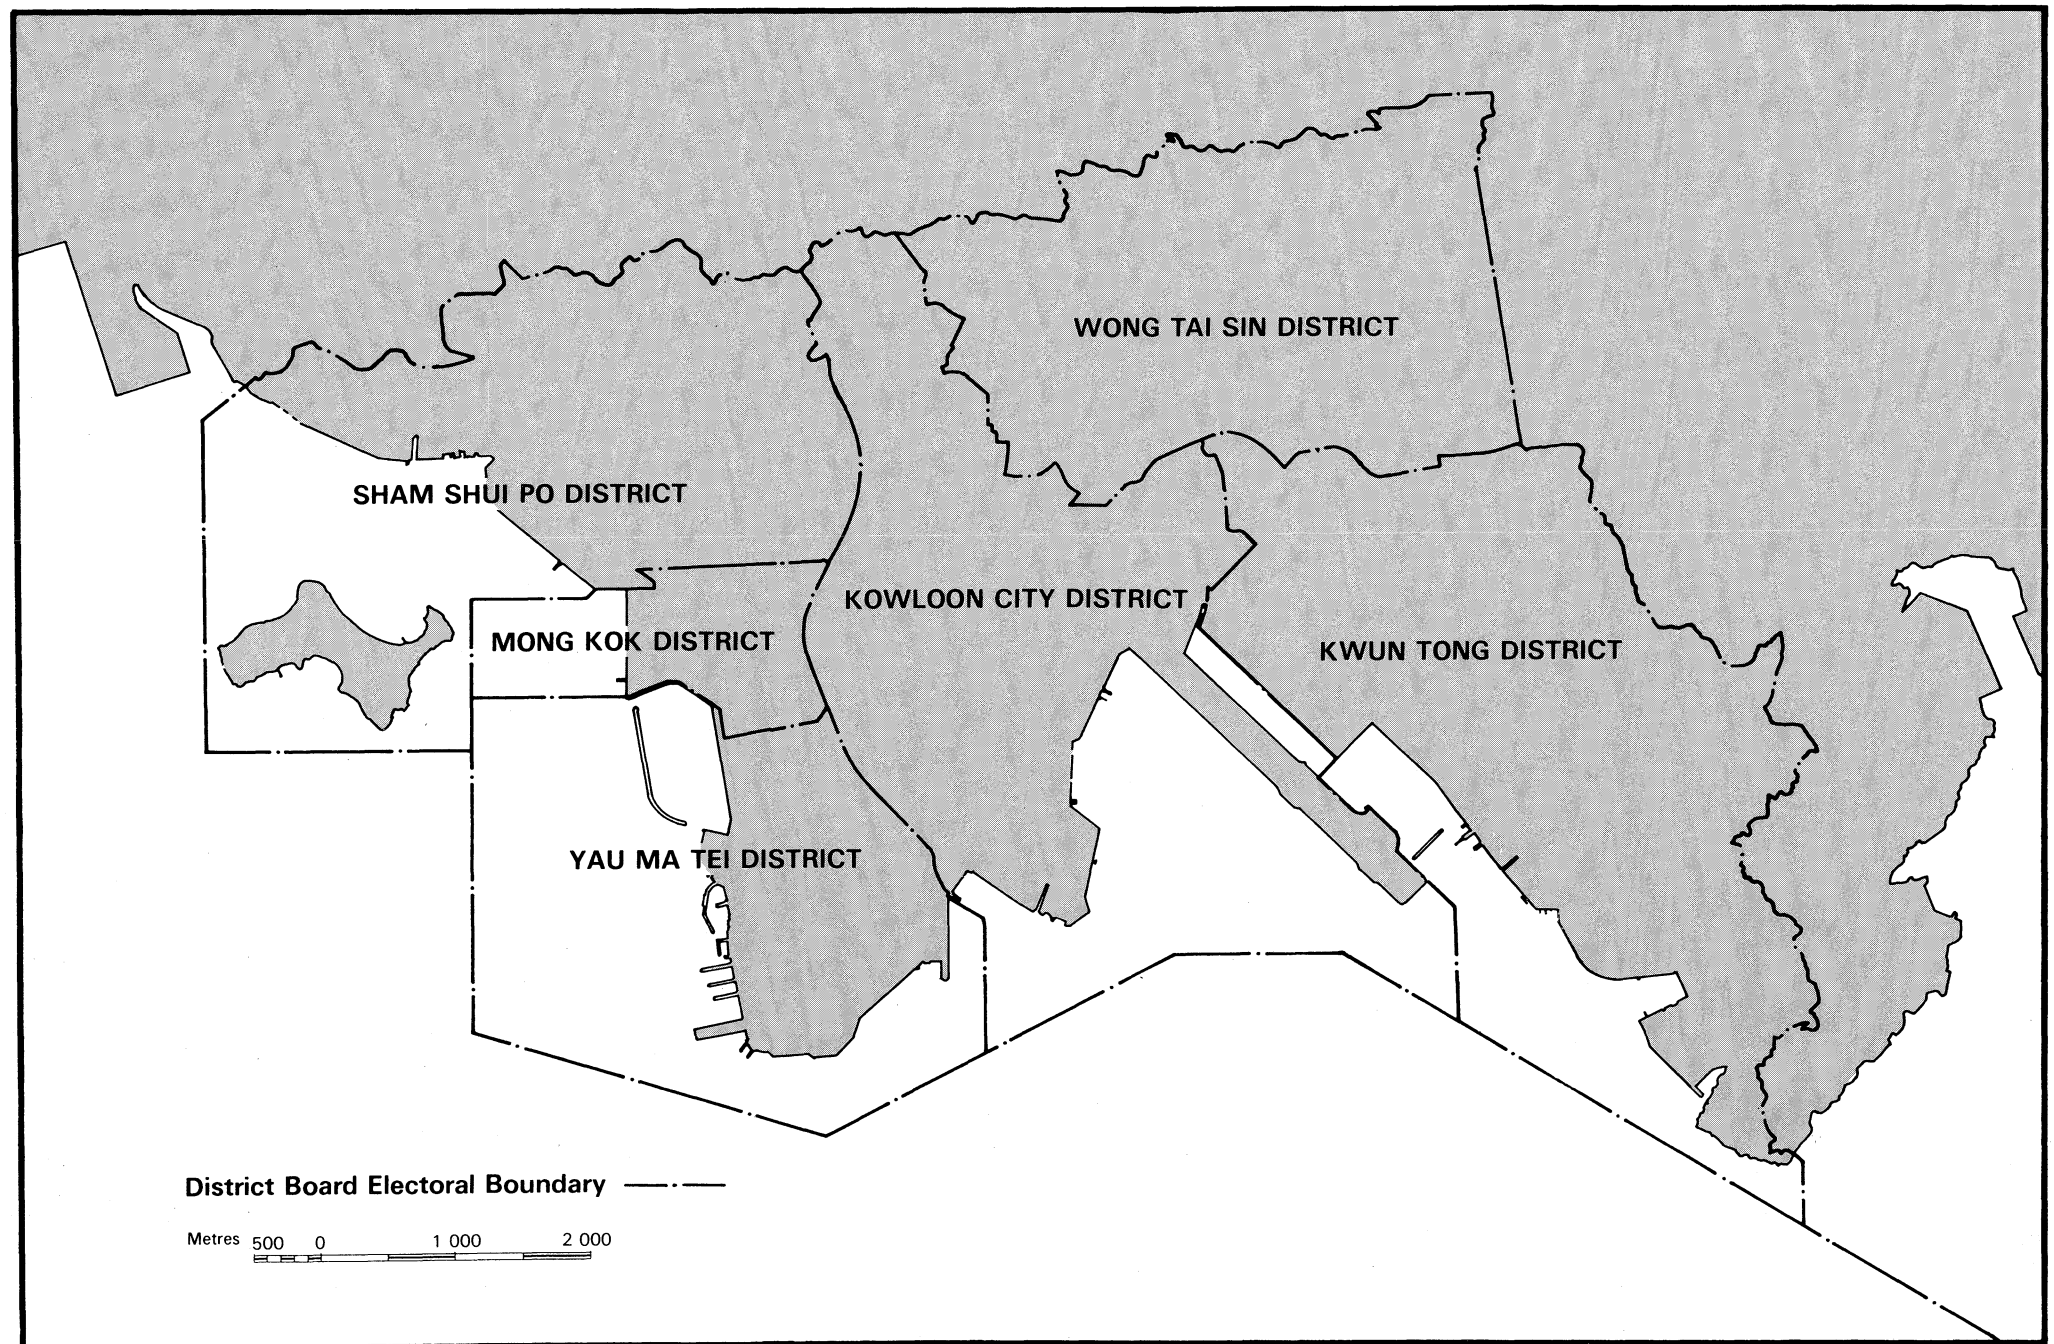 WONG TAI SIN DISTRICT
SHAM SHUI PO DISTRICT
KOWLOON CITY DISTRICT
MONG KOK DISTRICT
KWUN TONG DISTRICT
YAU MA TEI DISTRICT
District Board Electoral Boundary
Metres 500 0 1 000 2 000